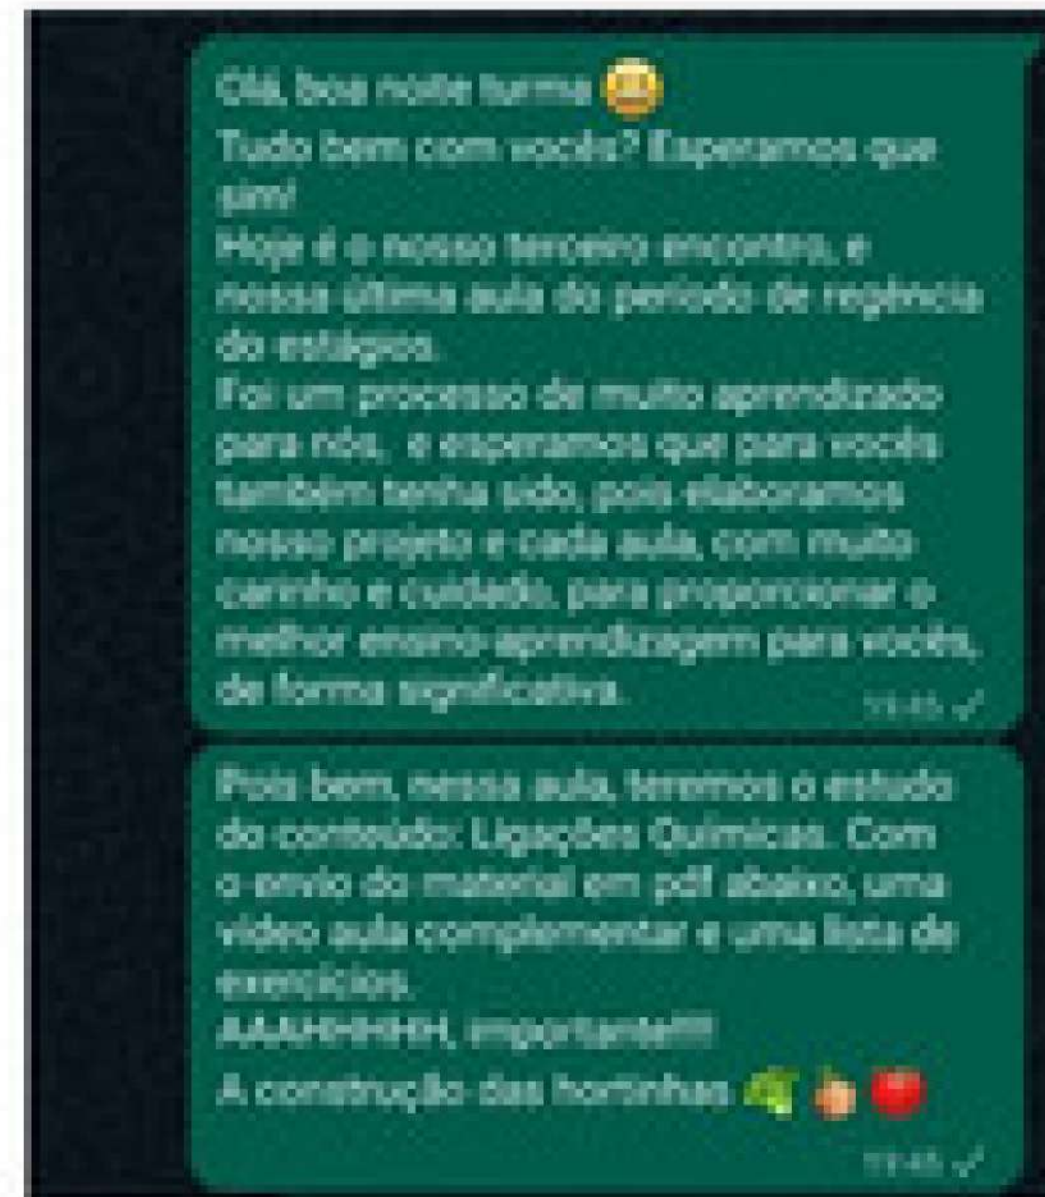 Olá, boa noite turma 😄
Tudo bem com vocês? Esperamos que
sim!
Hoje é o nosso terceiro encontro, e
nossa última aula do período de regência
do estágios.
Foi um processo de muito aprendizado
para nós, e esperamos que para vocês
também tenha sido, pois elaboramos
nosso projeto e cada aula, com muito
carinho e cuidado, para proporcionar o
melhor ensino-aprendizagem para vocês,
de forma significativa.
Pois bem, nessa aula, teremos o estudo
do conteúdo: Ligações Químicas. Com
o envio do material em pdf abaixo, uma
vídeo aula complementar e uma lista de
exercícios.
AAAHHHHH, importante!!!!
A construção das hortinhas